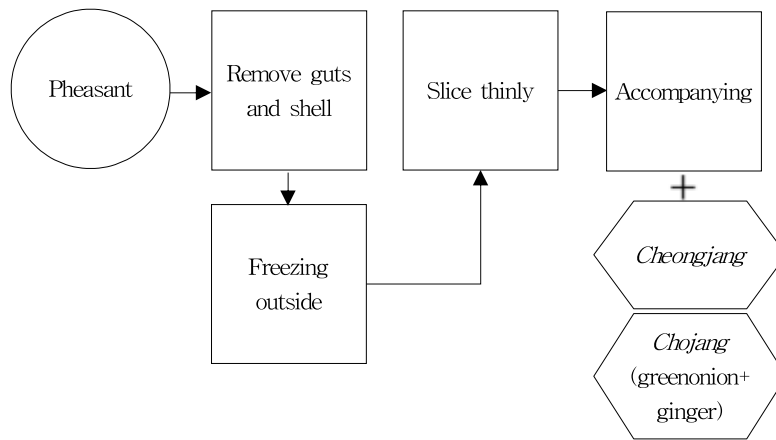 Pheasant
Remove guts
and shell
Freezing
outside
Slice thinly
Accompanying
+
Cheongjang
Chojang
(greenonion+
ginger)